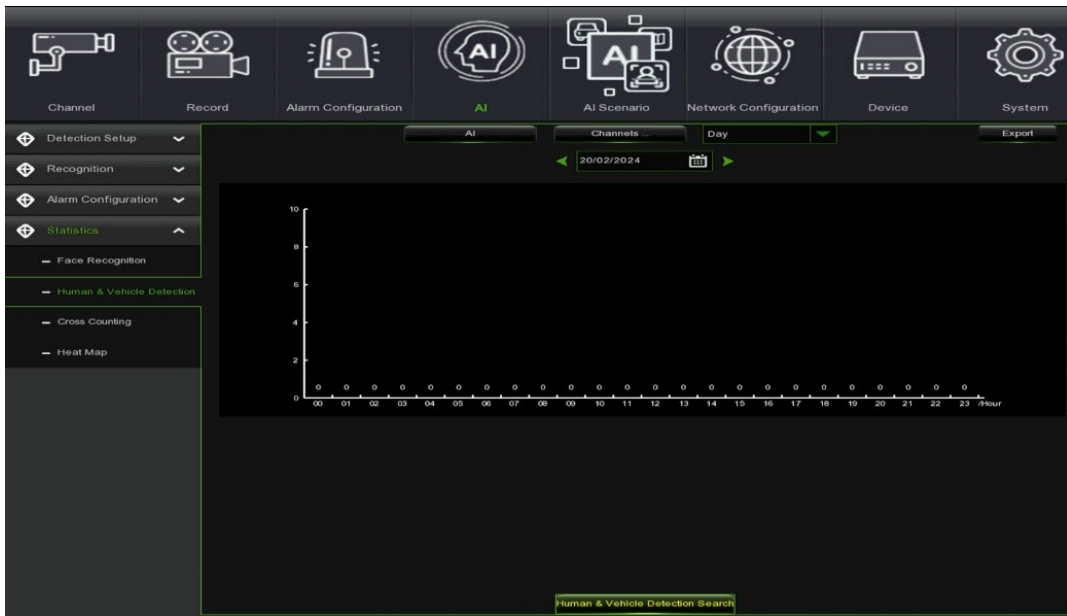 AI
AI
Channel
Record
Alarm Configuration
AI
AI Scenario
Network Configuration
Device
System
Detection Setup
AI
Channels ...
Day
Export
20/02/2024
Recognition
Alarm Configuration
Statistics
Face Recognition
Human & Vehicle Detection
Cross Counting
Heat Map
10
8
6
4
2
0
0 0 0 0 0 0 0 0 0 0 0 0 0 0 0 0 0 0 0 0 0 0 0 0
00 01 02 03 04 05 06 07 08 09 10 11 12 13 14 15 16 17 18 19 20 21 22 23 /Hour
Human & Vehicle Detection Search